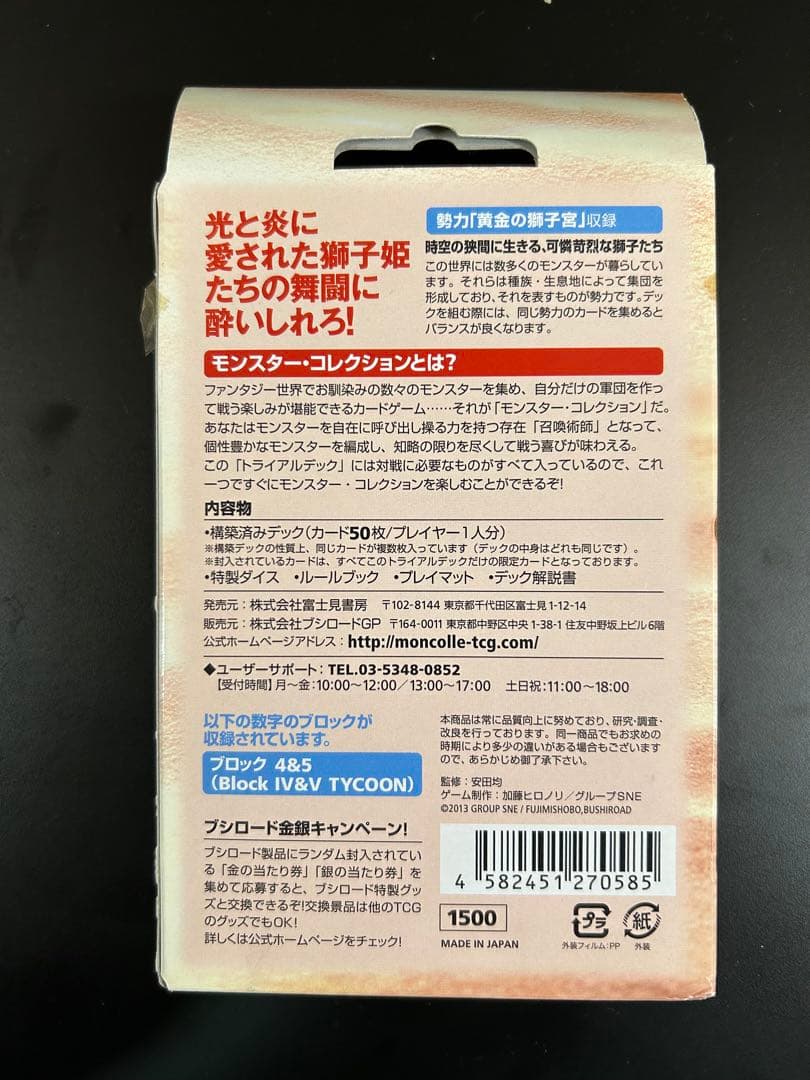 光と炎に
愛された獅子姫
たちの舞闘に
酔いしれろ!
勢力「黄金の獅子宮」収録
時空の狭間に生きる、可憐苛烈な獅子たち
この世界には数多くのモンスターが暮らしてい
ます。それらは種族・生息地によって集団を
形成しており、それを表すものが勢力です。デッ
クを組む際には、同じ勢力のカードを集めると
バランスが良くなります。
モンスター・コレクションとは?
ファンタジー世界でお馴染みの数々のモンスターを集め、自分だけの軍団を作っ
て戦う楽しみが堪能できるカードゲーム……それが「モンスター・コレクション」だ。
あなたはモンスターを自在に呼び出し操る力を持つ存在「召喚術師」となって、
個性豊かなモンスターを編成し、知略の限りを尽くして戦う喜びが味わえる。
この「トライアルデック」には対戦に必要なものがすべて入っているので、これ
一つですぐにモンスター・コレクションを楽しむことができるぞ!
内容物
・構築済みデック(カード50枚/プレイヤー1人分)
※構築デックの性質上、同じカードが複数枚入っています(デックの中身はどれも同じです)。
※封入されているカードは、すべてこのトライアルデックだけの限定カードとなっております。
・特製ダイス ・ルールブック ・プレイマット ・デック解説書
発売元:株式会社富士見書房 〒102-8144 東京都千代田区富士見1-12-14
販売元:株式会社ブシロードGP 〒164-0011 東京都中野区中央1-38-1 住友中野坂上ビル6階
公式ホームページアドレス:http://moncolle-tcg.com/
◆ユーザーサポート:TEL.03-5348-0852
【受付時間】月〜金:10:00〜12:00/13:00〜17:00 土日祝:11:00〜18:00
以下の数字のブロックが
収録されています。
ブロック 4&5
(Block IV&V TYCOON)
本商品は常に品質向上に努めており、研究・調査・
改良を行っております。同一商品でもお求めの
時期により多少の違いがある場合もございます
ので、あらかじめ御了承下さい。
監修:安田均
ゲーム制作:加藤ヒロノリ/グループSNE
©2013 GROUP SNE / FUJIMISHOBO,BUSHIROAD
ブシロード金銀キャンペーン!
ブシロード製品にランダム封入されている
「金の当たり券」「銀の当たり券」を
集めて応募すると、ブシロード特製グッ
ズと交換できるぞ!交換景品は他のTCG
のグッズでもOK!
詳しくは公式ホームページをチェック!
4 582451 270585
1500
MADE IN JAPAN
プラ
外装フィルム:PP
紙
外装